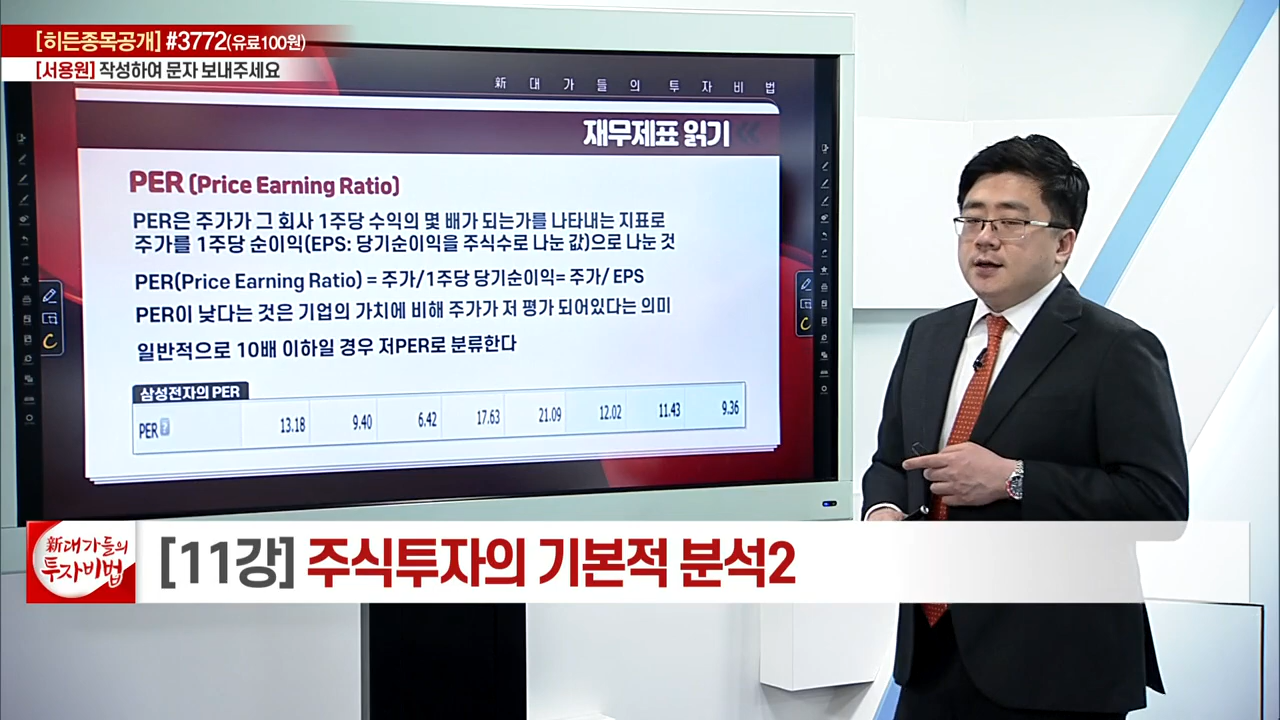 [히든종목공개] #3772(유료100원)
[서용원] 작성하여 문자 보내주세요
新 대 가 들 의 투 자 비 법
재무제표 읽기
PER (Price Earning Ratio)
PER은 주가가 그 회사 1주당 수익의 몇 배가 되는가를 나타내는 지표로
주가를 1주당 순이익(EPS: 당기순이익을 주식수로 나눈 값)으로 나눈 것
PER(Price Earning Ratio) = 주가/1주당 당기순이익= 주가/ EPS
PER이 낮다는 것은 기업의 가치에 비해 주가가 저 평가 되어있다는 의미
일반적으로 10배 이하일 경우 저PER로 분류한다
삼성전자의 PER
PER ? 13.18 9.40 6.42 17.63 21.09 12.02 11.43 9.36
新대가들의
투자비법
[11강] 주식투자의 기본적 분석2